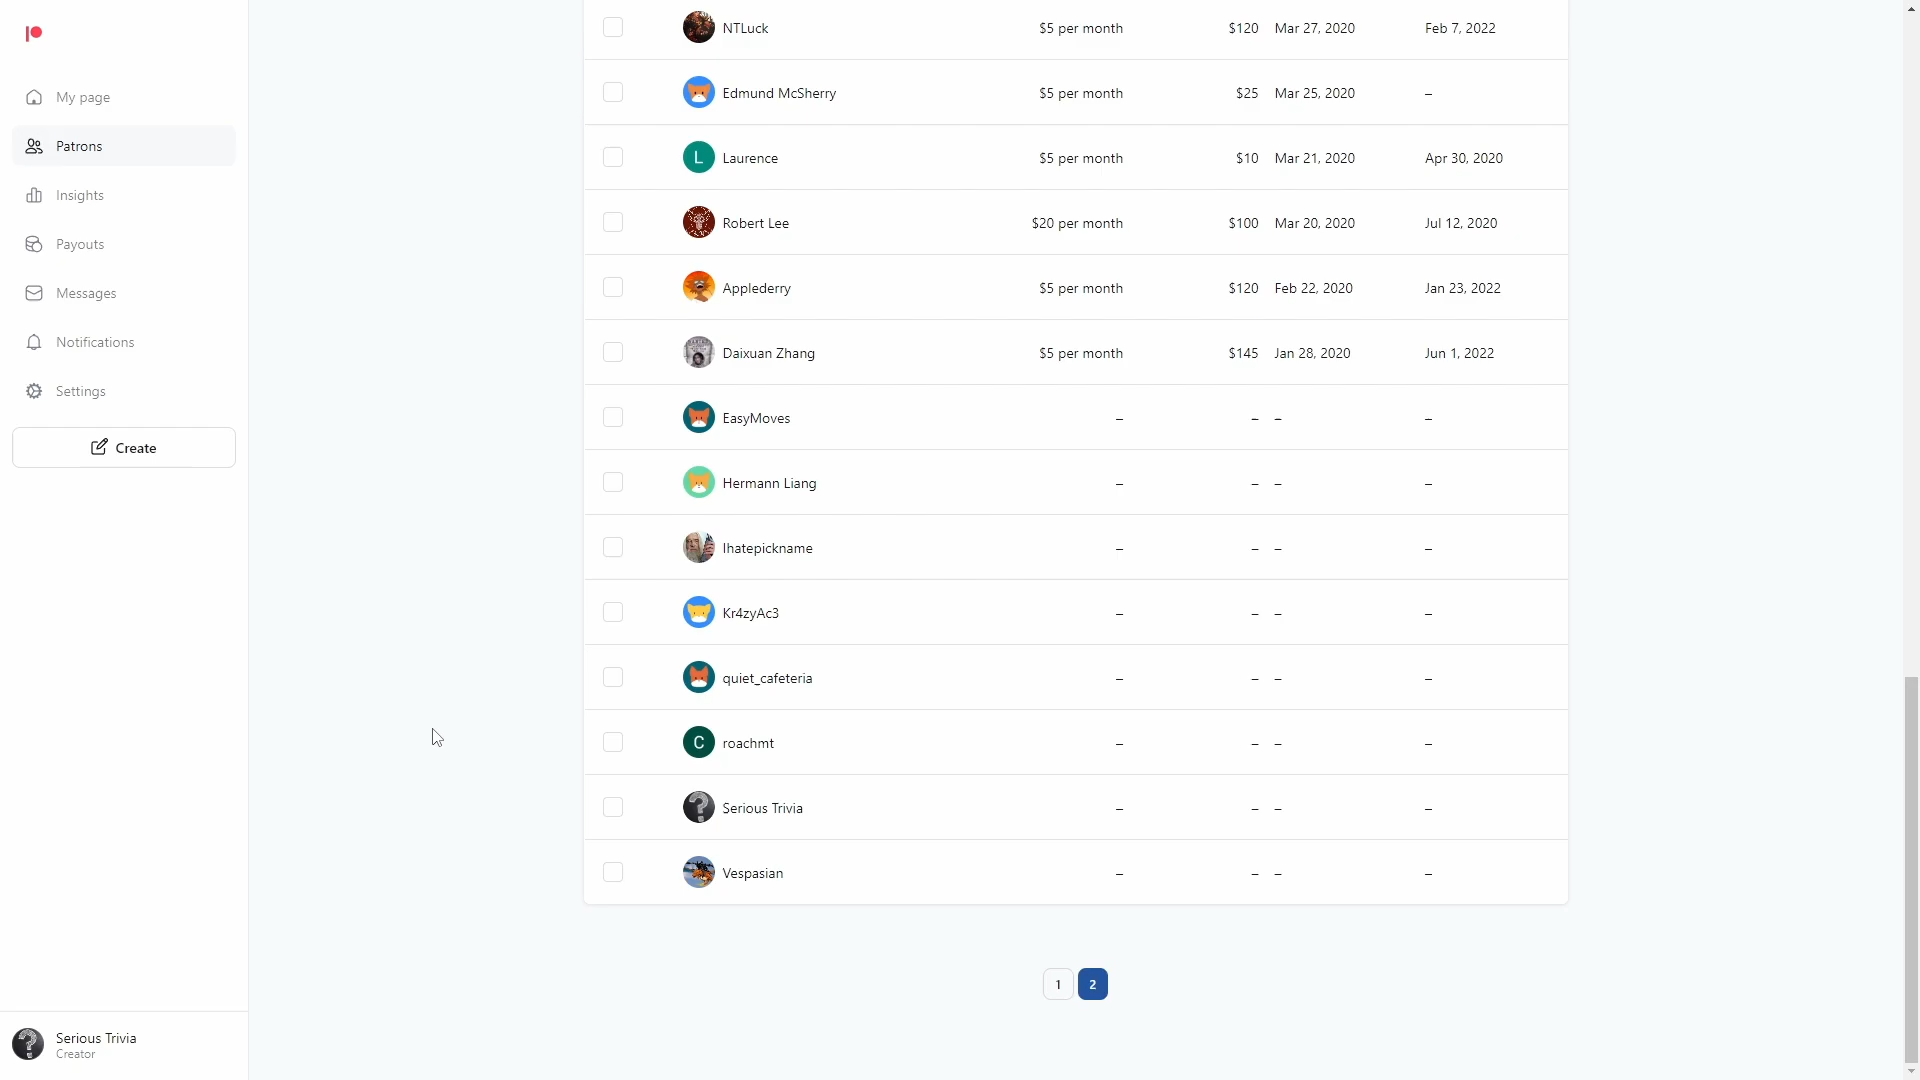 My page
Patrons
Insights
Payouts
Messages
Notifications
Settings
Create
NTLuck $5 per month $120 Mar 27, 2020 Feb 7, 2022
Edmund McSherry $5 per month $25 Mar 25, 2020 –
L Laurence $5 per month $10 Mar 21, 2020 Apr 30, 2020
Robert Lee $20 per month $100 Mar 20, 2020 Jul 12, 2020
Applederry $5 per month $120 Feb 22, 2020 Jan 23, 2022
Daixuan Zhang $5 per month $145 Jan 28, 2020 Jun 1, 2022
EasyMoves – – – –
Hermann Liang – – – –
Ihatepickname – – – –
Kr4zyAc3 – – – –
quiet_cafeteria – – – –
C roachmt – – – –
? Serious Trivia – – – –
Vespasian – – – –
1 2
? Serious Trivia
Creator